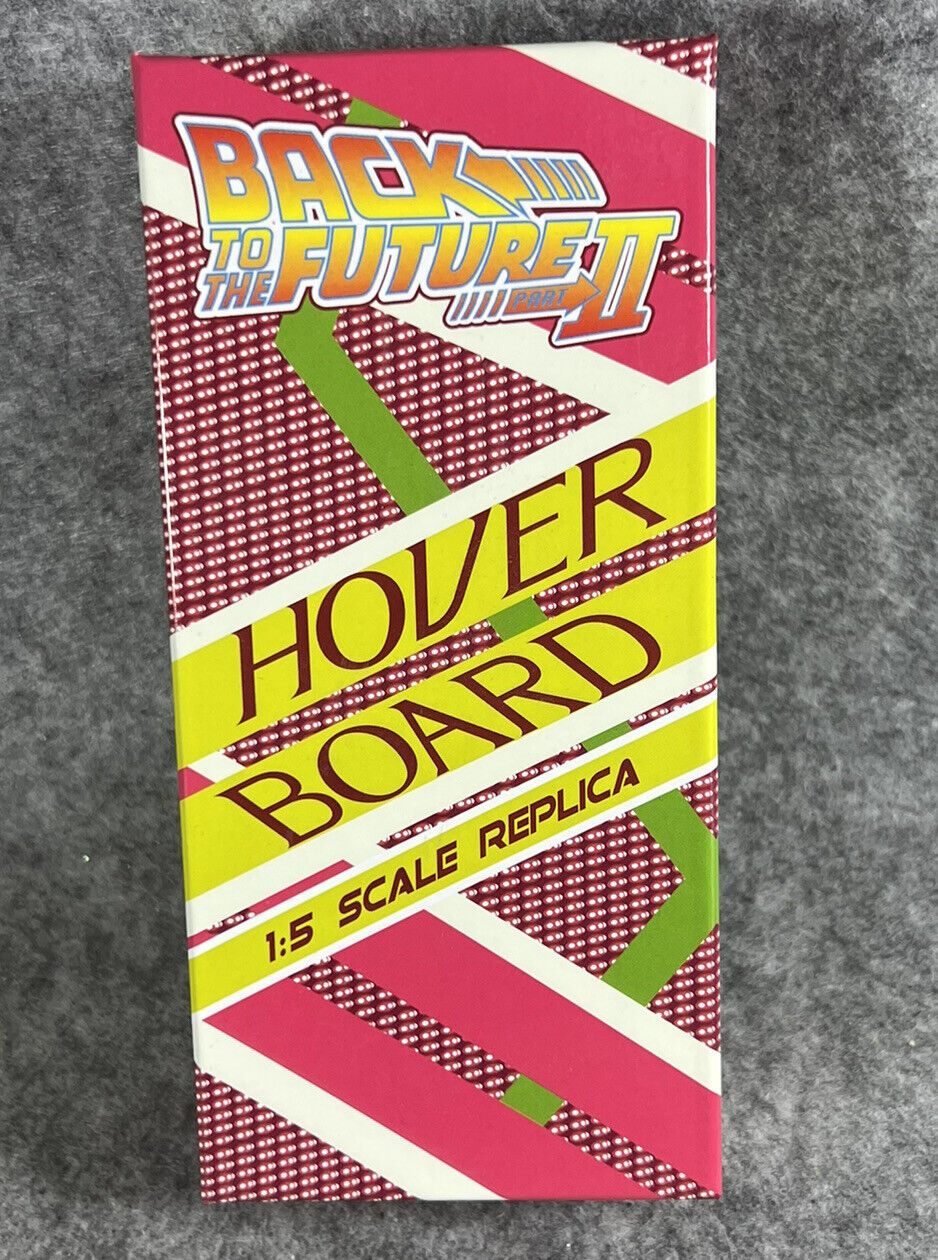 BACK
TO THE FUTURE PART II
HOVER
BOARD
1:5 SCALE REPLICA